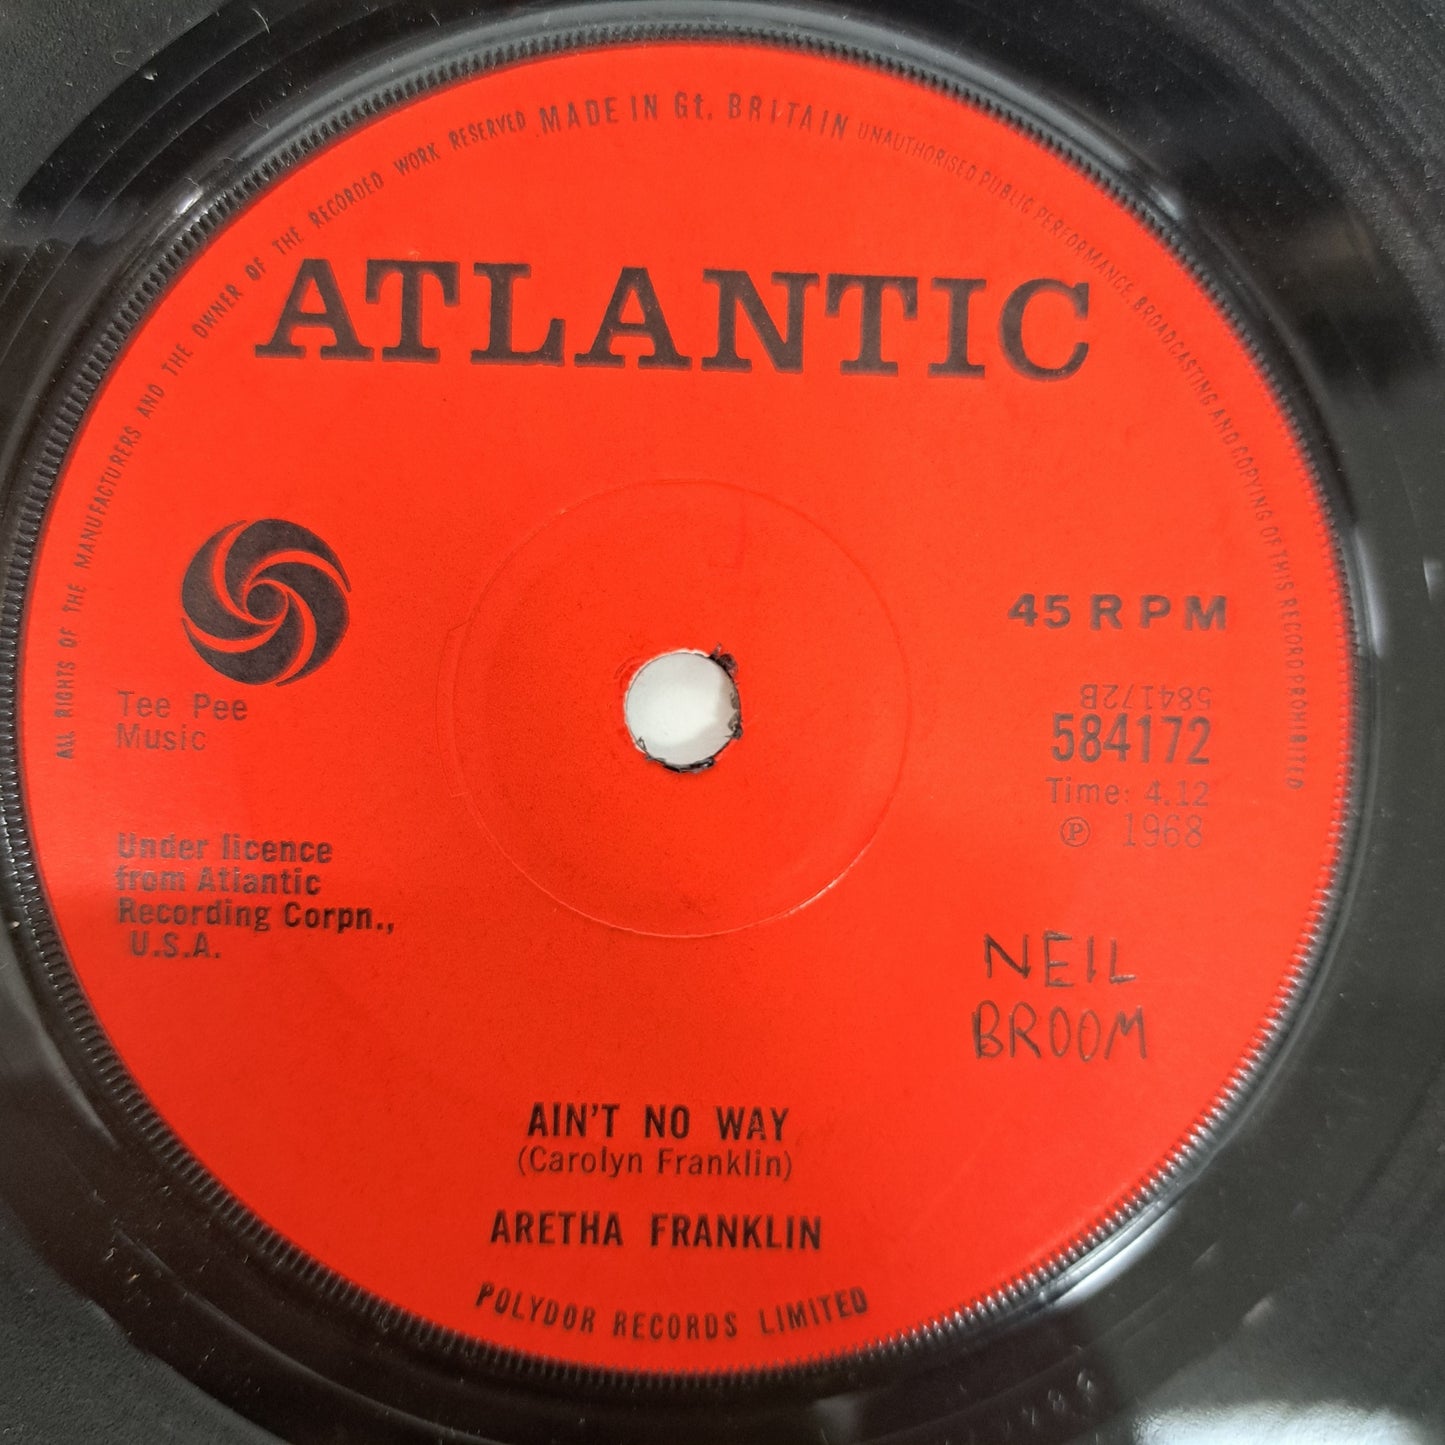 ALL RIGHTS OF THE MANUFACTURERS AND THE OWNER OF THE RECORDED WORK RESERVED . MADE IN Gt. BRITAIN UNAUTHORISED PUBLIC PERFORMANCE, BROADCASTING AND COPYING OF THIS RECORD PROHIBITED
ATLANTIC
45 RPM
584172B
584172
Time: 4.12
℗ 1968
Tee Pee
Music
Under licence
from Atlantic
Recording Corpn.,
U.S.A.
NEIL
BROOM
AIN'T NO WAY
(Carolyn Franklin)
ARETHA FRANKLIN
POLYDOR RECORDS LIMITED